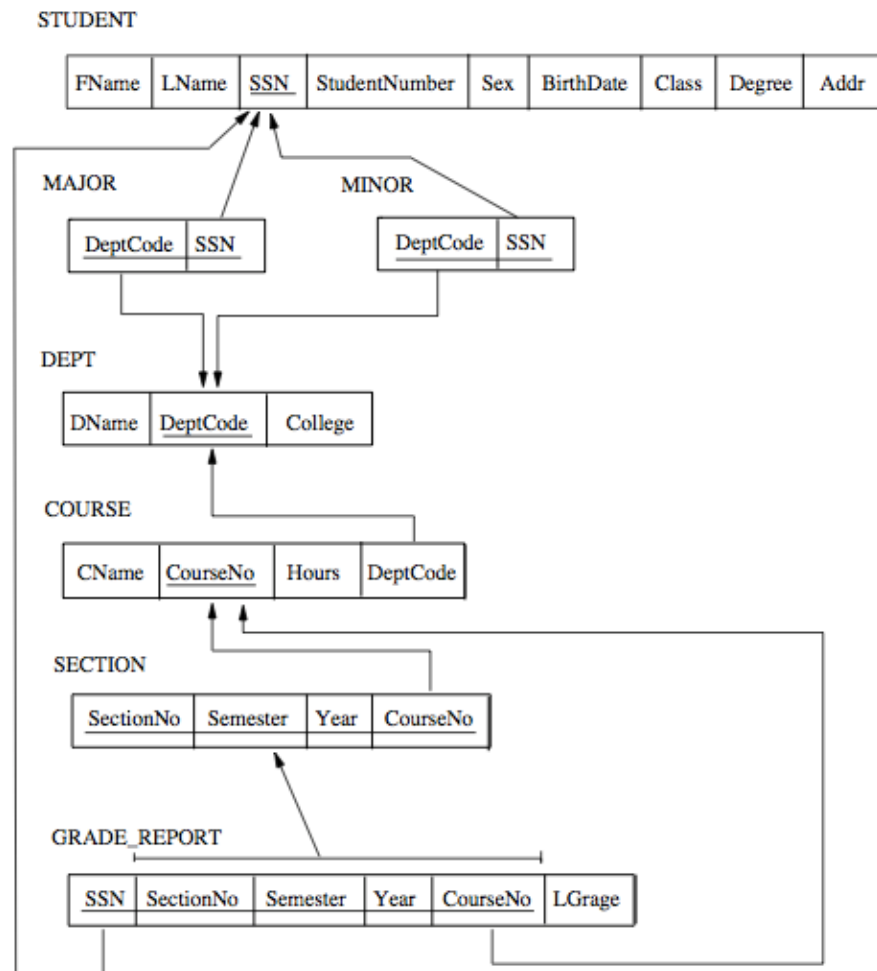 STUDENT
FName LName SSN StudentNumber Sex BirthDate Class Degree Addr
MAJOR MINOR
DeptCode SSN DeptCode SSN
DEPT
DName DeptCode College
COURSE
CName CourseNo Hours DeptCode
SECTION
SectionNo Semester Year CourseNo
GRADE_REPORT
SSN SectionNo Semester Year CourseNo LGrage